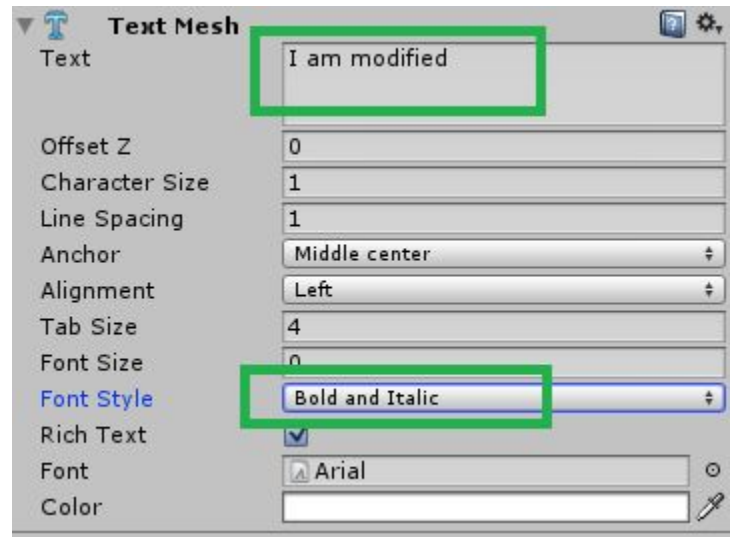 Text Mesh
Text I am modified
Offset Z 0
Character Size 1
Line Spacing 1
Anchor Middle center
Alignment Left
Tab Size 4
Font Size 0
Font Style Bold and Italic
Rich Text
Font Arial
Color